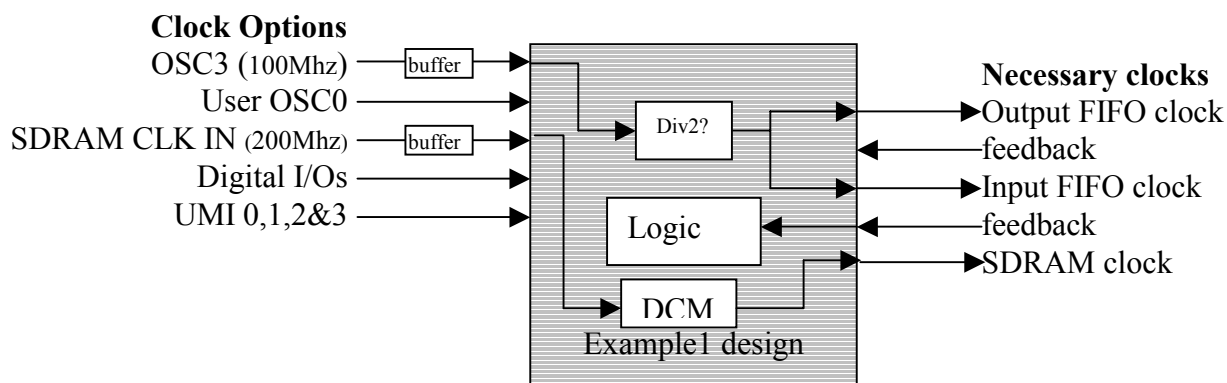 Clock Options
OSC3 (100Mhz)
buffer
User OSC0
SDRAM CLK IN (200Mhz)
buffer
Digital I/Os
UMI 0,1,2&3
Div2?
Logic
DCM
Example1 design
Necessary clocks
Output FIFO clock
feedback
Input FIFO clock
feedback
SDRAM clock